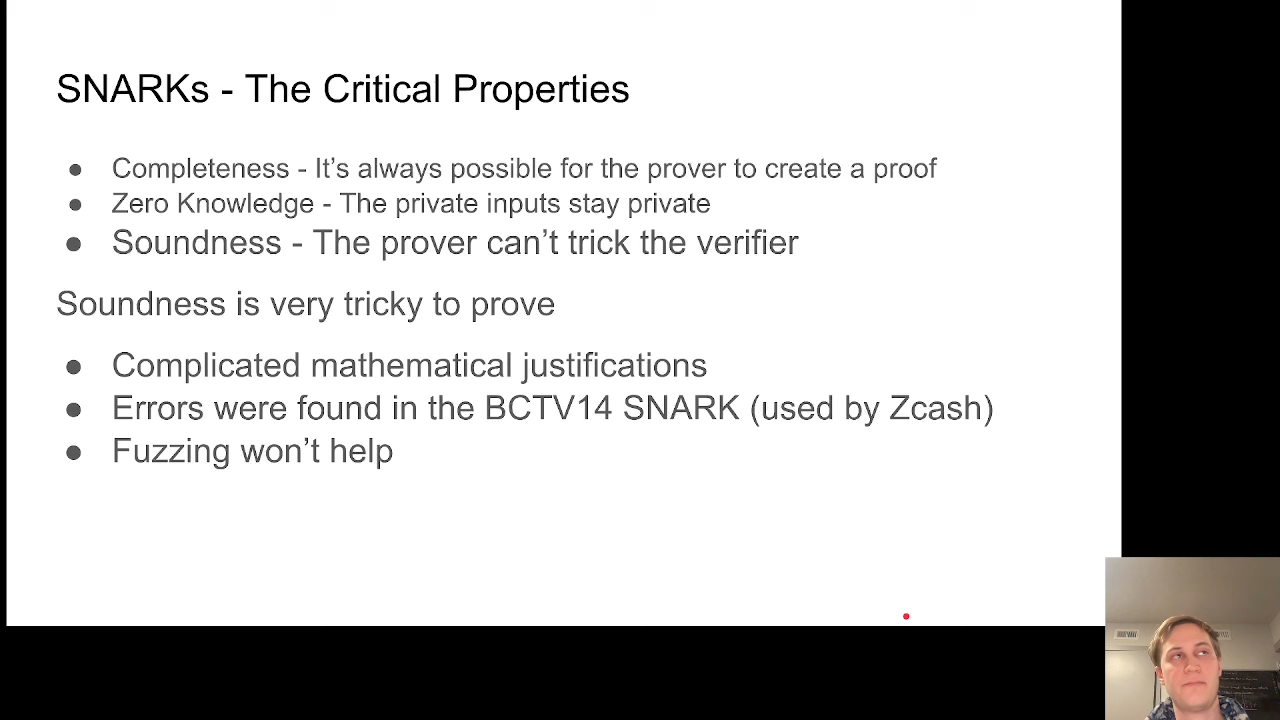 SNARKs - The Critical Properties
● Completeness - It's always possible for the prover to create a proof
● Zero Knowledge - The private inputs stay private
● Soundness - The prover can't trick the verifier
Soundness is very tricky to prove
● Complicated mathematical justifications
● Errors were found in the BCTV14 SNARK (used by Zcash)
● Fuzzing won't help